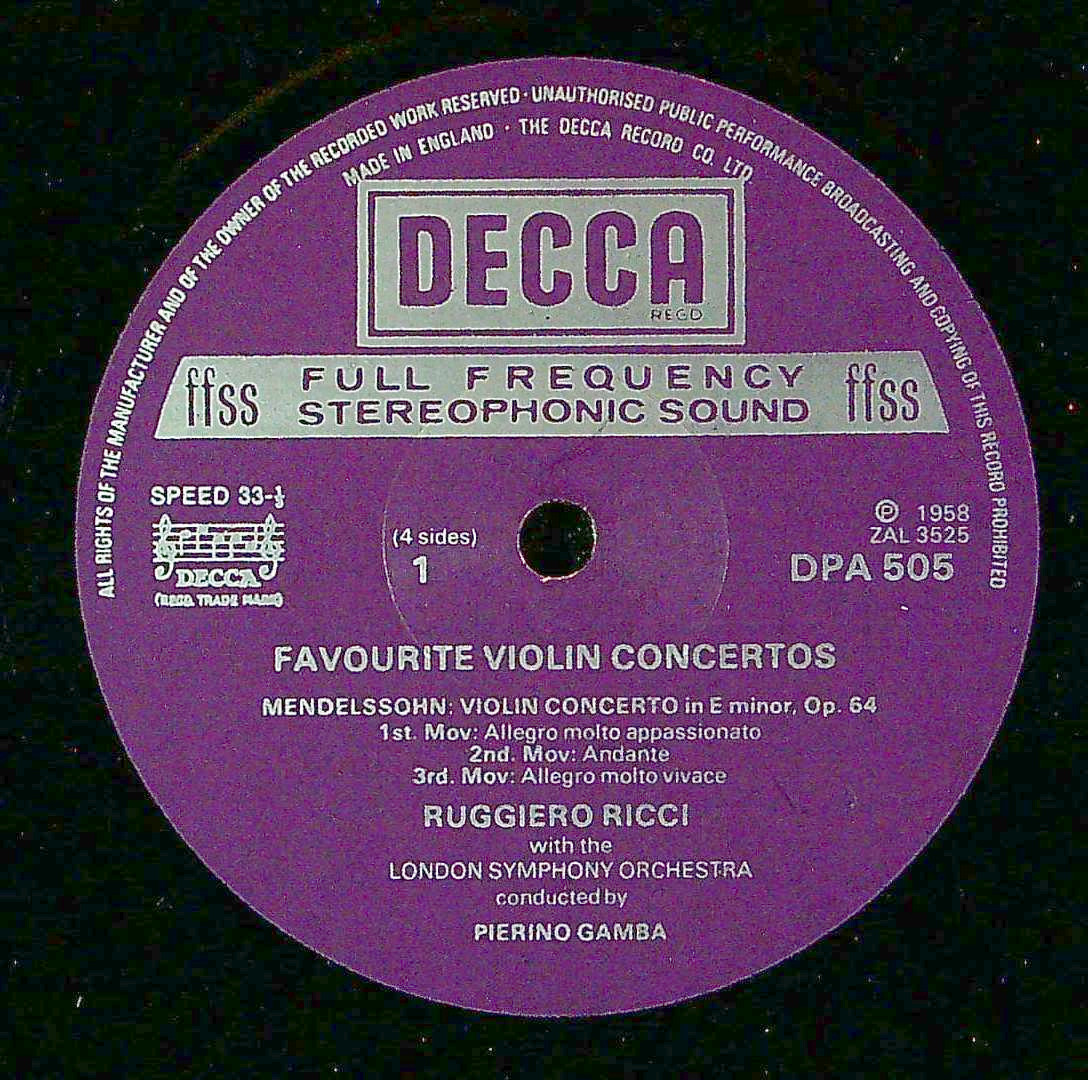 ALL RIGHTS OF THE MANUFACTURER AND OF THE OWNER OF THE RECORDED WORK RESERVED · UNAUTHORISED PUBLIC PERFORMANCE BROADCASTING AND COPYING OF THIS RECORD PROHIBITED
MADE IN ENGLAND · THE DECCA RECORD CO. LTD.
DECCA
REGD
ffss FULL FREQUENCY ffss
STEREOPHONIC SOUND
SPEED 33-⅓
DECCA
(REGD. TRADE MARK)
(4 sides)
1
℗ 1958
ZAL 3525
DPA 505
FAVOURITE VIOLIN CONCERTOS
MENDELSSOHN: VIOLIN CONCERTO in E minor, Op. 64
1st. Mov: Allegro molto appassionato
2nd. Mov: Andante
3rd. Mov: Allegro molto vivace
RUGGIERO RICCI
with the
LONDON SYMPHONY ORCHESTRA
conducted by
PIERINO GAMBA